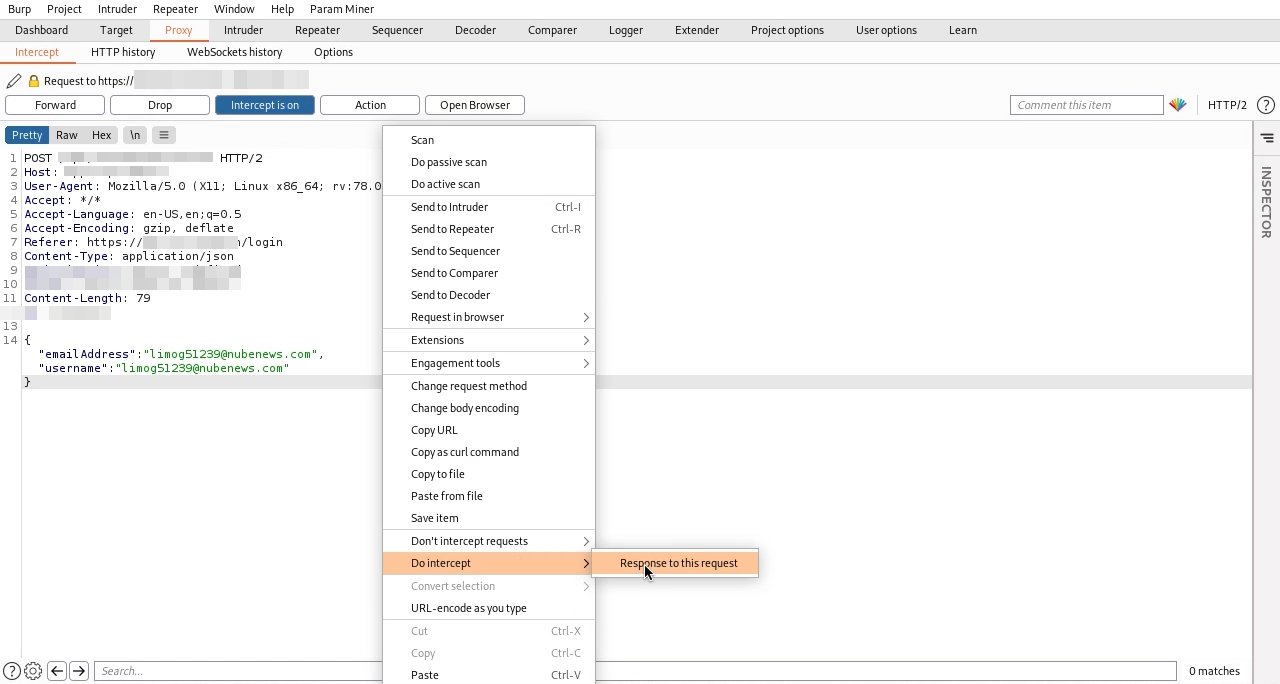 Burp Project Intruder Repeater Window Help Param Miner
Dashboard Target Proxy Intruder Repeater Sequencer Decoder Comparer Logger Extender Project options User options Learn
Intercept HTTP history WebSockets history Options
Request to https://
Forward Drop Intercept is on Action Open Browser Comment this item HTTP/2 ?
Pretty Raw Hex \n
1 POST HTTP/2
2 Host:
3 User-Agent: Mozilla/5.0 (X11; Linux x86_64; rv:78.0
4 Accept: */*
5 Accept-Language: en-US,en;q=0.5
6 Accept-Encoding: gzip, deflate
7 Referer: https:// /login
8 Content-Type: application/json
9
10
11 Content-Length: 79
13
14 {
"emailAddress":"limog51239@nubenews.com",
"username":"limog51239@nubenews.com"
}
Scan
Do passive scan
Do active scan
Send to Intruder Ctrl-I
Send to Repeater Ctrl-R
Send to Sequencer
Send to Comparer
Send to Decoder
Request in browser
Extensions
Engagement tools
Change request method
Change body encoding
Copy URL
Copy as curl command
Copy to file
Paste from file
Save item
Don't intercept requests
Do intercept
Response to this request
Convert selection
URL-encode as you type
Cut Ctrl-X
Copy Ctrl-C
Paste Ctrl-V
INSPECTOR
? Search... 0 matches